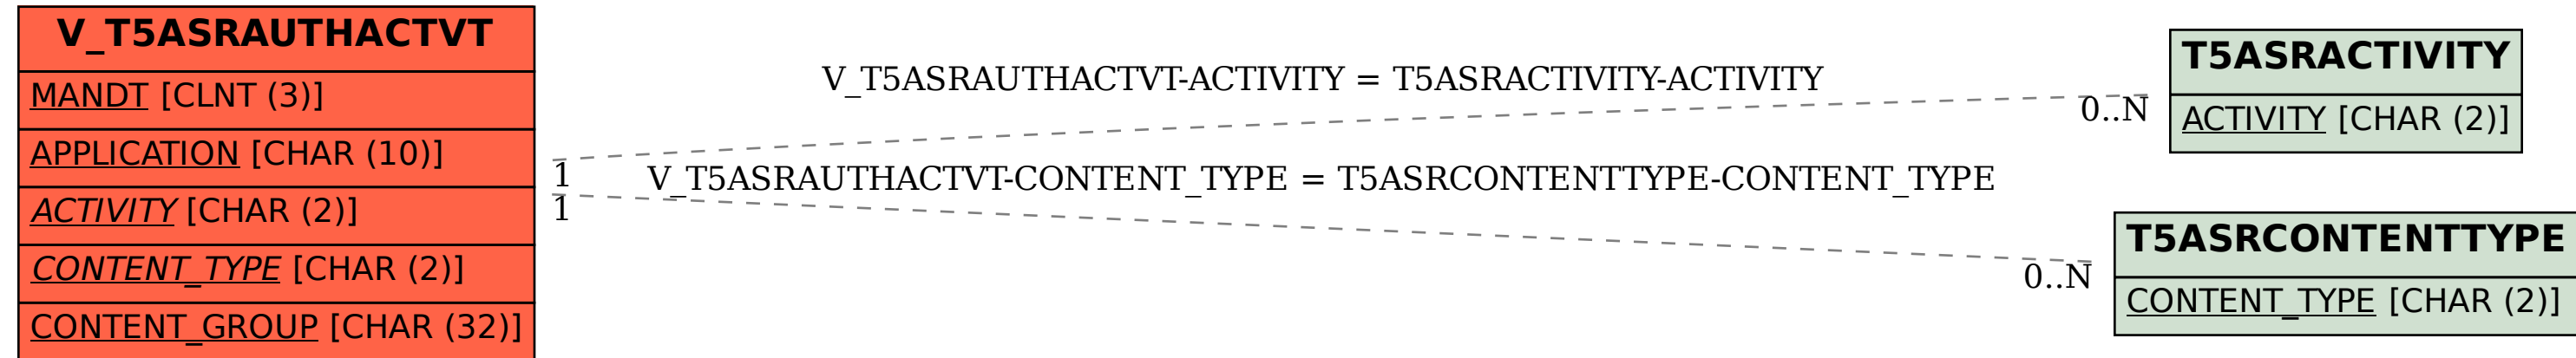 V_T5ASRAUTHACTVT
MANDT [CLNT (3)]
APPLICATION [CHAR (10)]
ACTIVITY [CHAR (2)]
CONTENT_TYPE [CHAR (2)]
CONTENT_GROUP [CHAR (32)]
V_T5ASRAUTHACTVT-ACTIVITY = T5ASRACTIVITY-ACTIVITY
0..N
1
V_T5ASRAUTHACTVT-CONTENT_TYPE = T5ASRCONTENTTYPE-CONTENT_TYPE
1
0..N
T5ASRACTIVITY
ACTIVITY [CHAR (2)]
T5ASRCONTENTTYPE
CONTENT_TYPE [CHAR (2)]